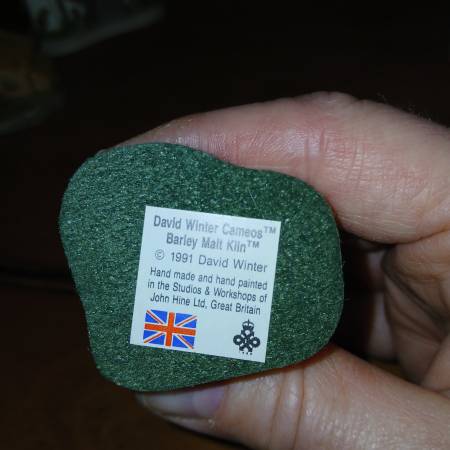 David Winter Cameos™
Barley Malt Kiln™
© 1991 David Winter
Hand made and hand painted
in the Studios & Workshops of
John Hine Ltd, Great Britain